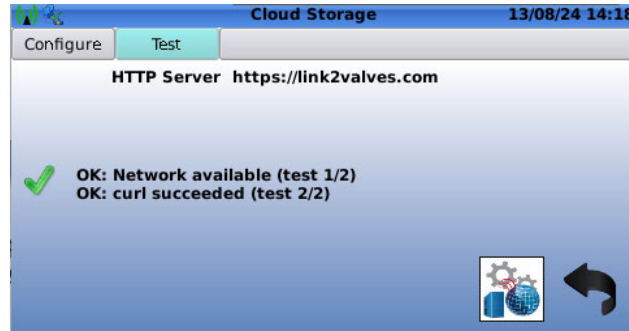 Cloud Storage 13/08/24 14:18
Configure Test
HTTP Server https://link2valves.com
OK: Network available (test 1/2)
OK: curl succeeded (test 2/2)